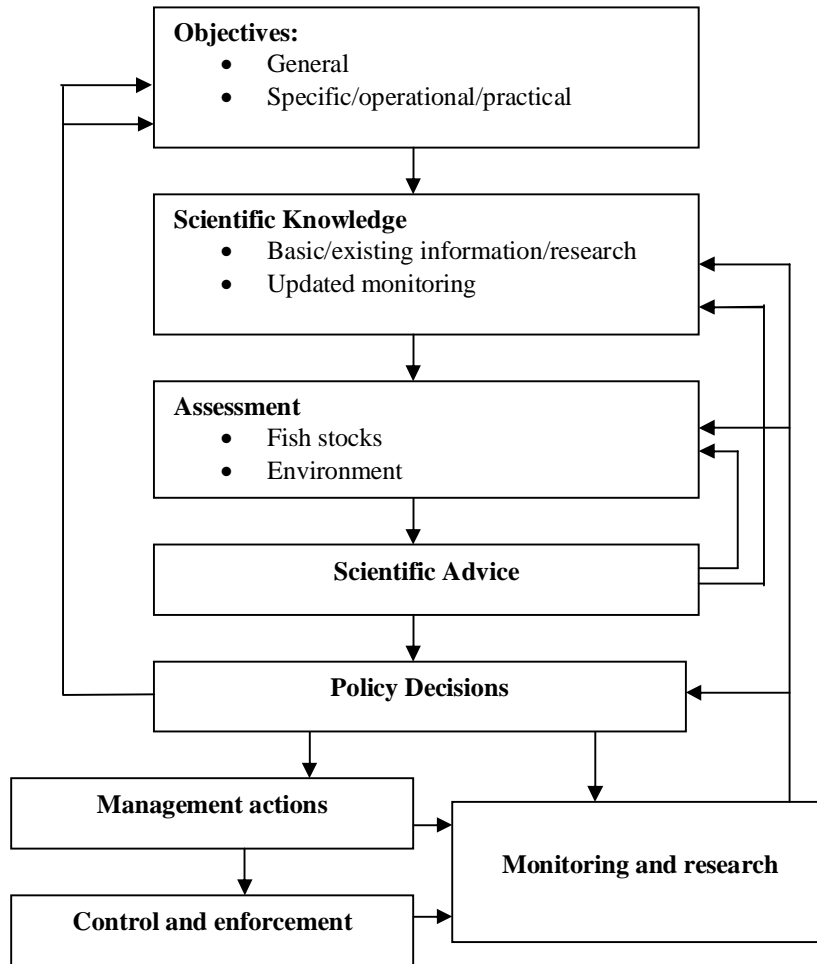 Objectives:
• General
• Specific/operational/practical
Scientific Knowledge
• Basic/existing information/research
• Updated monitoring
Assessment
• Fish stocks
• Environment
Scientific Advice
Policy Decisions
Management actions
Monitoring and research
Control and enforcement